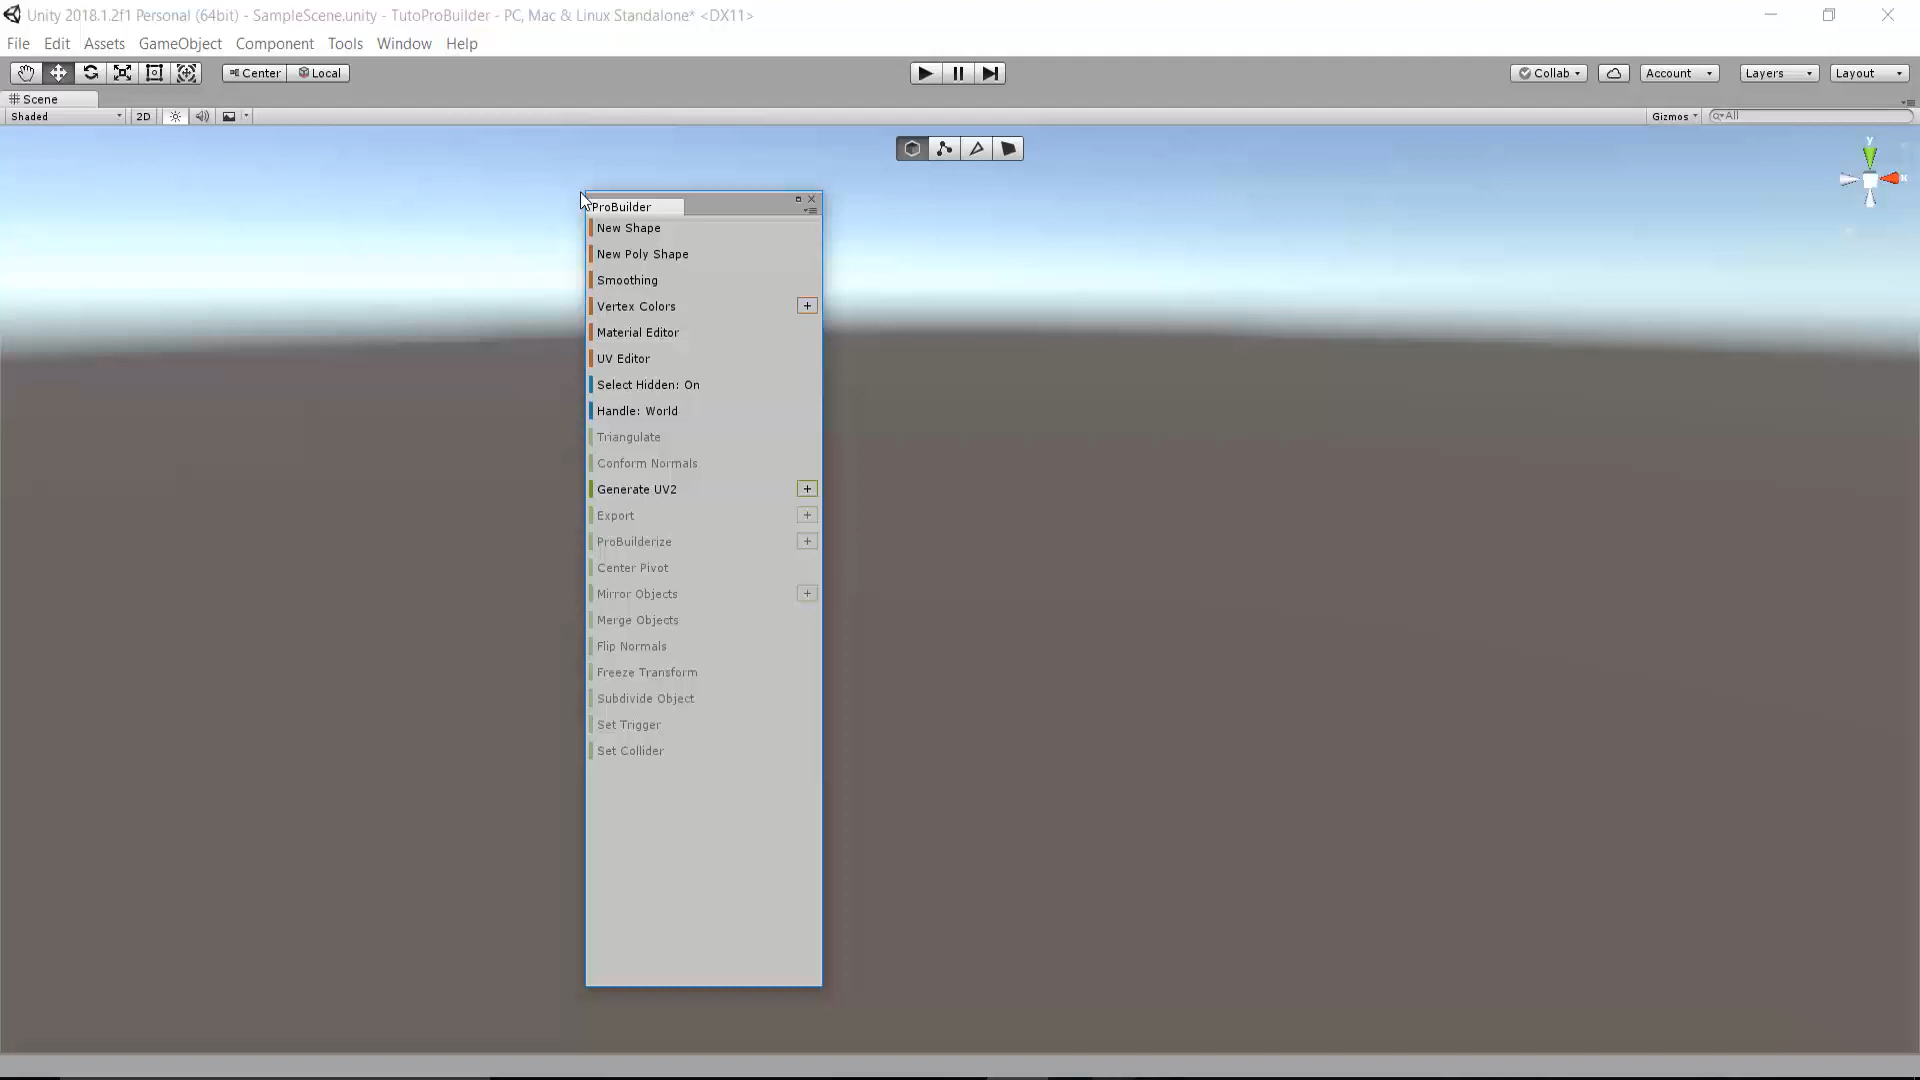 Unity 2018.1.2f1 Personal (64bit) - SampleScene.unity - TutoProBuilder - PC, Mac & Linux Standalone* <DX11>
File Edit Assets GameObject Component Tools Window Help
Center Local Collab Account Layers Layout
Scene
Shaded 2D Gizmos All
y
x
ProBuilder
New Shape
New Poly Shape
Smoothing
Vertex Colors +
Material Editor
UV Editor
Select Hidden: On
Handle: World
Triangulate
Conform Normals
Generate UV2 +
Export +
ProBuilderize +
Center Pivot
Mirror Objects +
Merge Objects
Flip Normals
Freeze Transform
Subdivide Object
Set Trigger
Set Collider